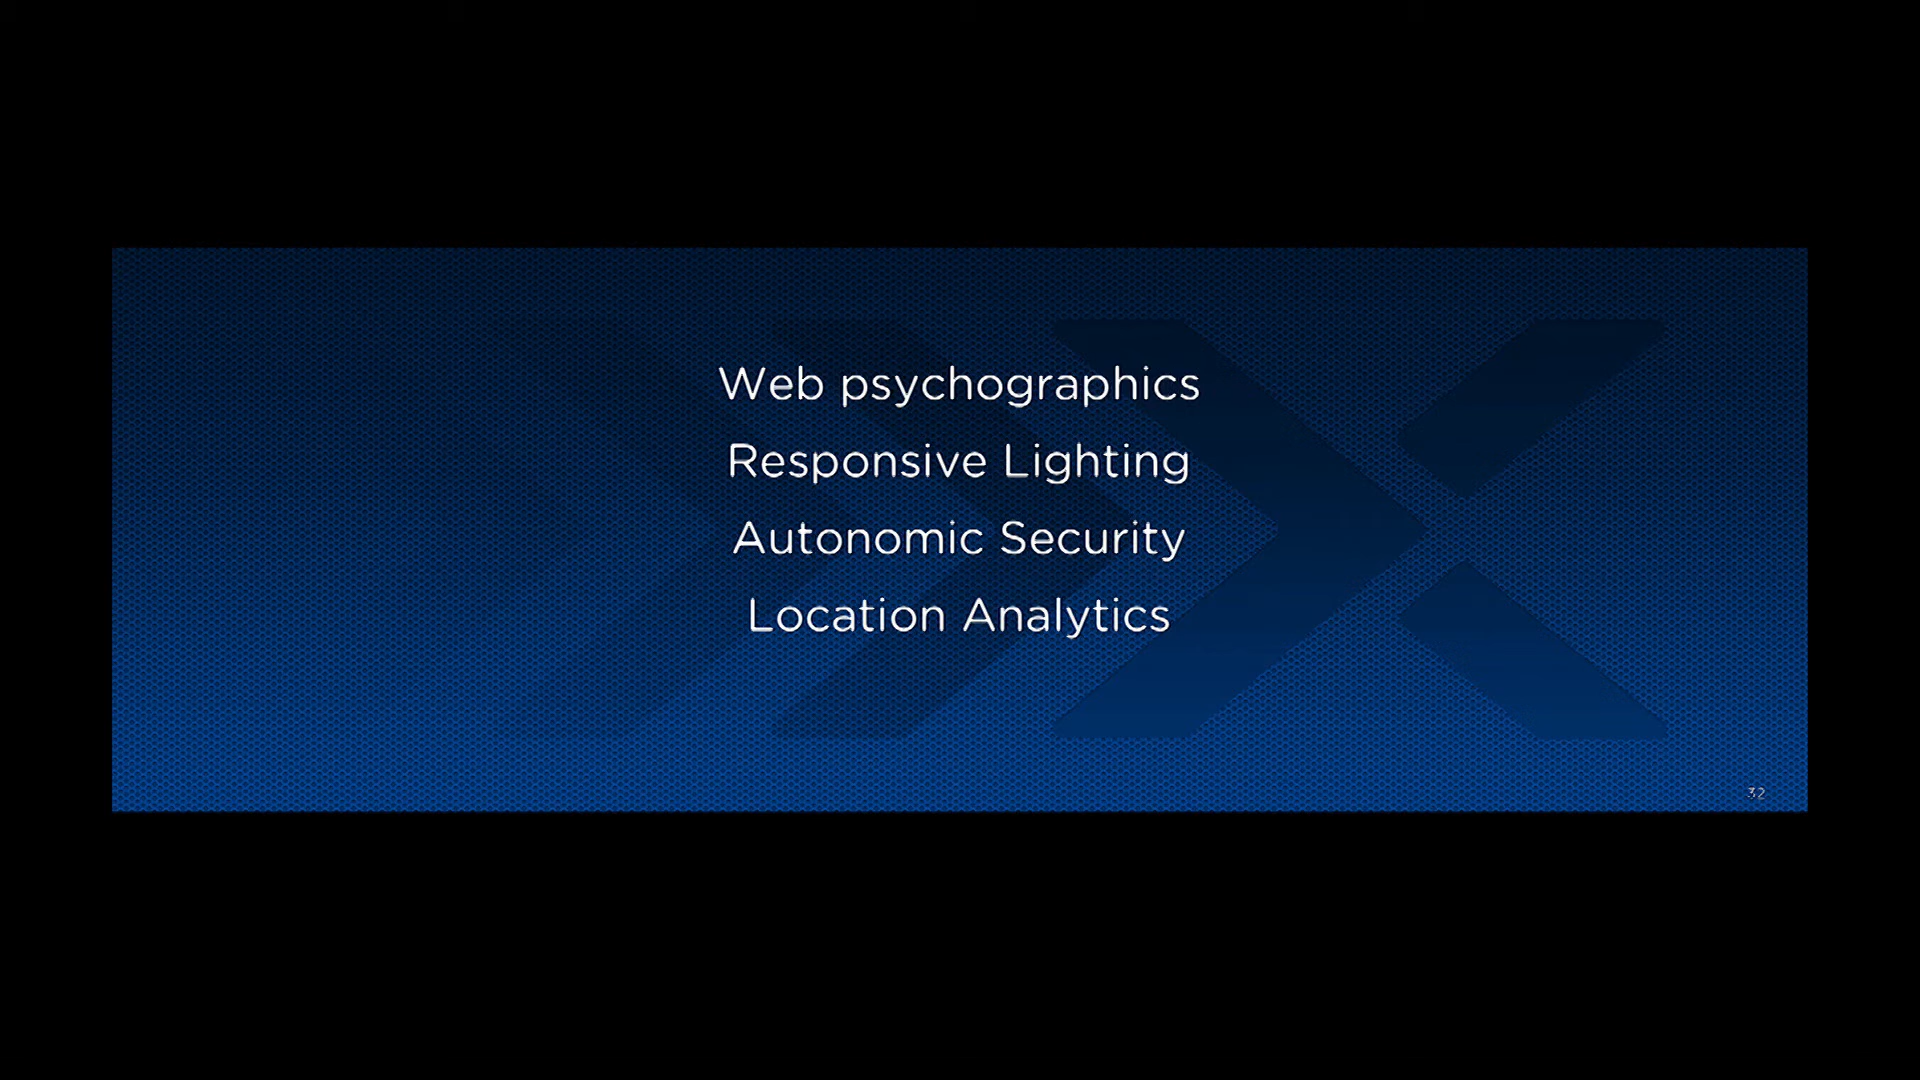 Web psychographics
Responsive Lighting
Autonomic Security
Location Analytics
32